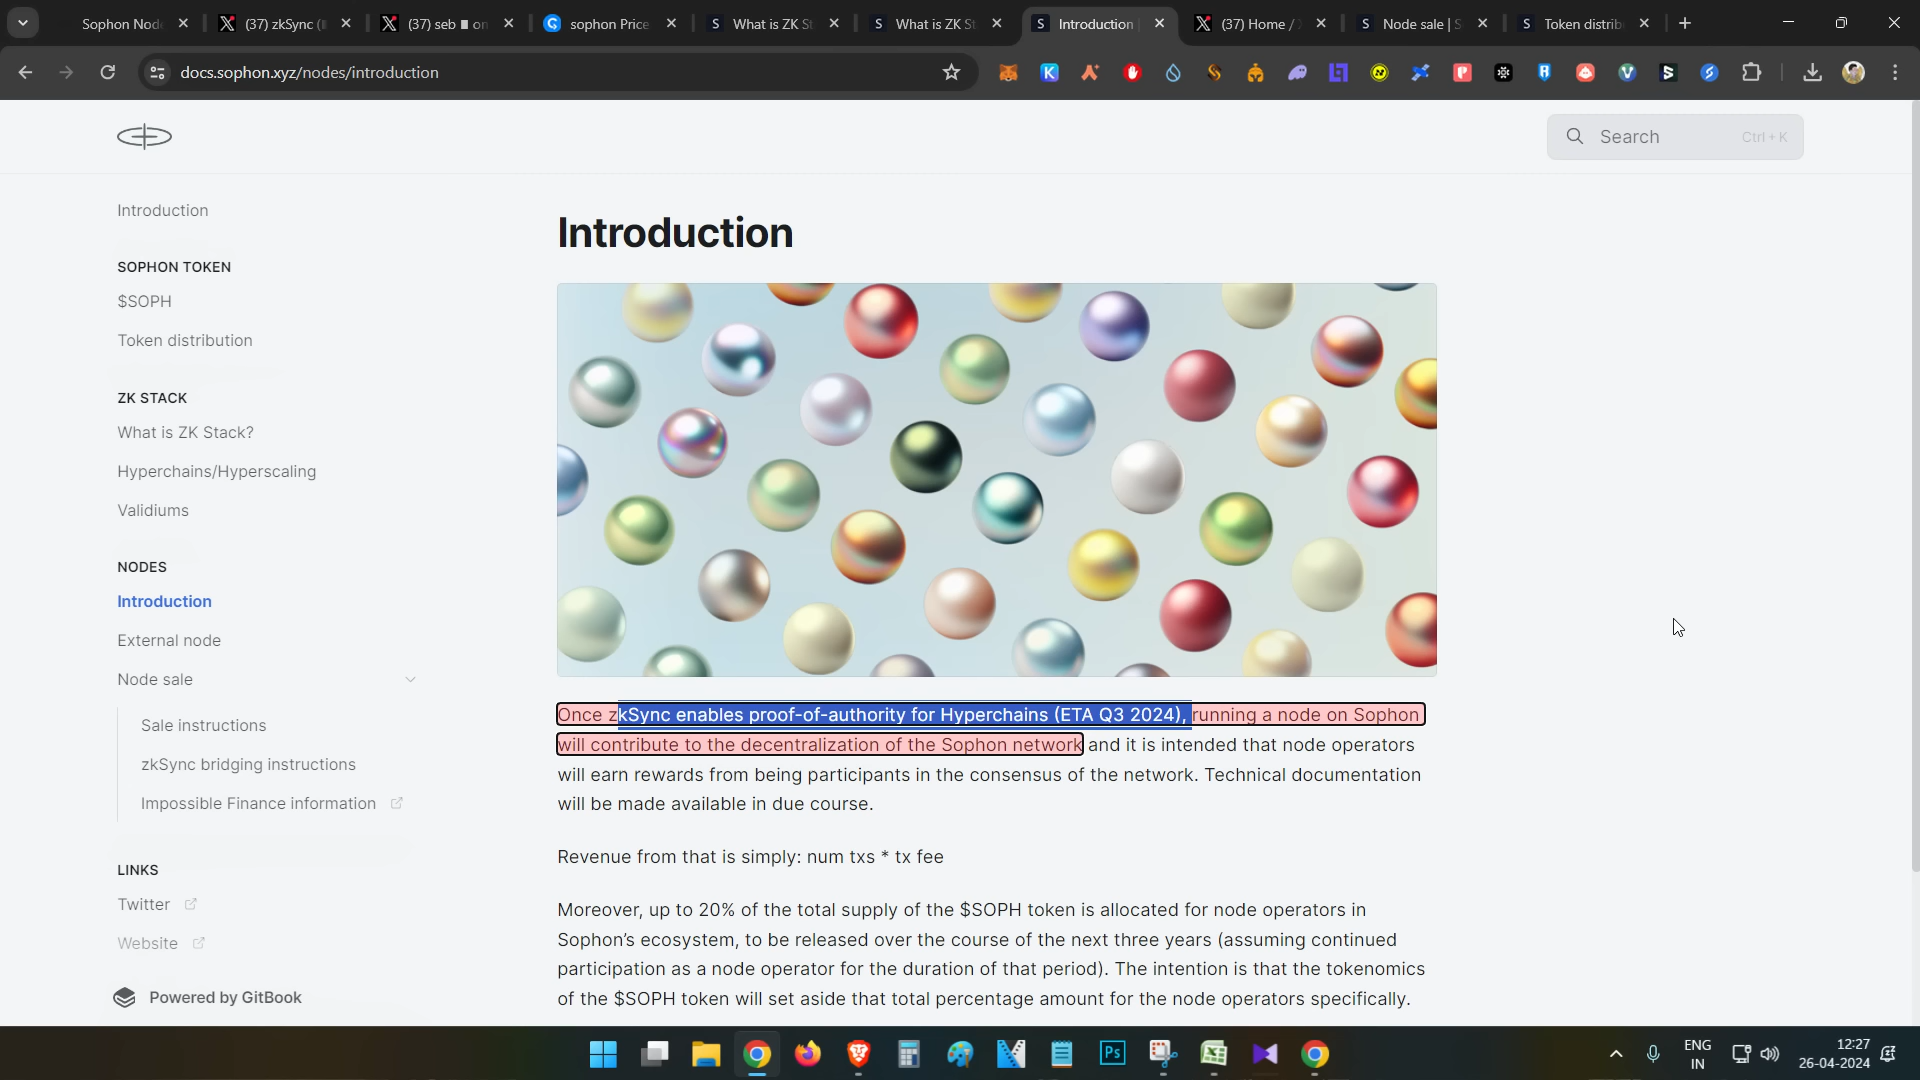 Sophon Nod
(37) zkSync (
(37) seb on
sophon Price
What is ZK St
What is ZK St
Introduction |
(37) Home /
Node sale | S
Token distrib
docs.sophon.xyz/nodes/introduction
Search
Ctrl + K
Introduction
SOPHON TOKEN
$SOPH
Token distribution
ZK STACK
What is ZK Stack?
Hyperchains/Hyperscaling
Validiums
NODES
Introduction
External node
Node sale
Sale instructions
zkSync bridging instructions
Impossible Finance information
LINKS
Twitter
Website
Powered by GitBook
Introduction
Once zkSync enables proof-of-authority for Hyperchains (ETA Q3 2024), running a node on Sophon
will contribute to the decentralization of the Sophon network and it is intended that node operators
will earn rewards from being participants in the consensus of the network. Technical documentation
will be made available in due course.
Revenue from that is simply: num txs * tx fee
Moreover, up to 20% of the total supply of the $SOPH token is allocated for node operators in
Sophon's ecosystem, to be released over the course of the next three years (assuming continued
participation as a node operator for the duration of that period). The intention is that the tokenomics
of the $SOPH token will set aside that total percentage amount for the node operators specifically.
Ps
ENG
IN
12:27
26-04-2024